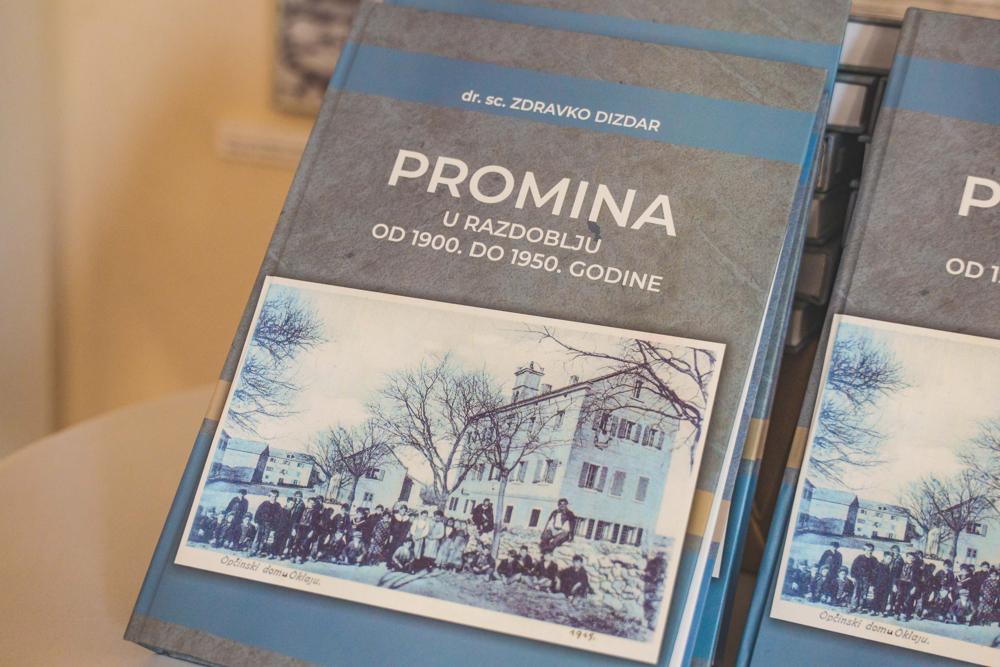 dr. sc. ZDRAVKO DIZDAR
PROMINA
U RAZDOBLJU
OD 1900. DO 1950. GODINE
Općinski dom u Oklaju.
P
OD 1
Općinski dom u Oklaju.